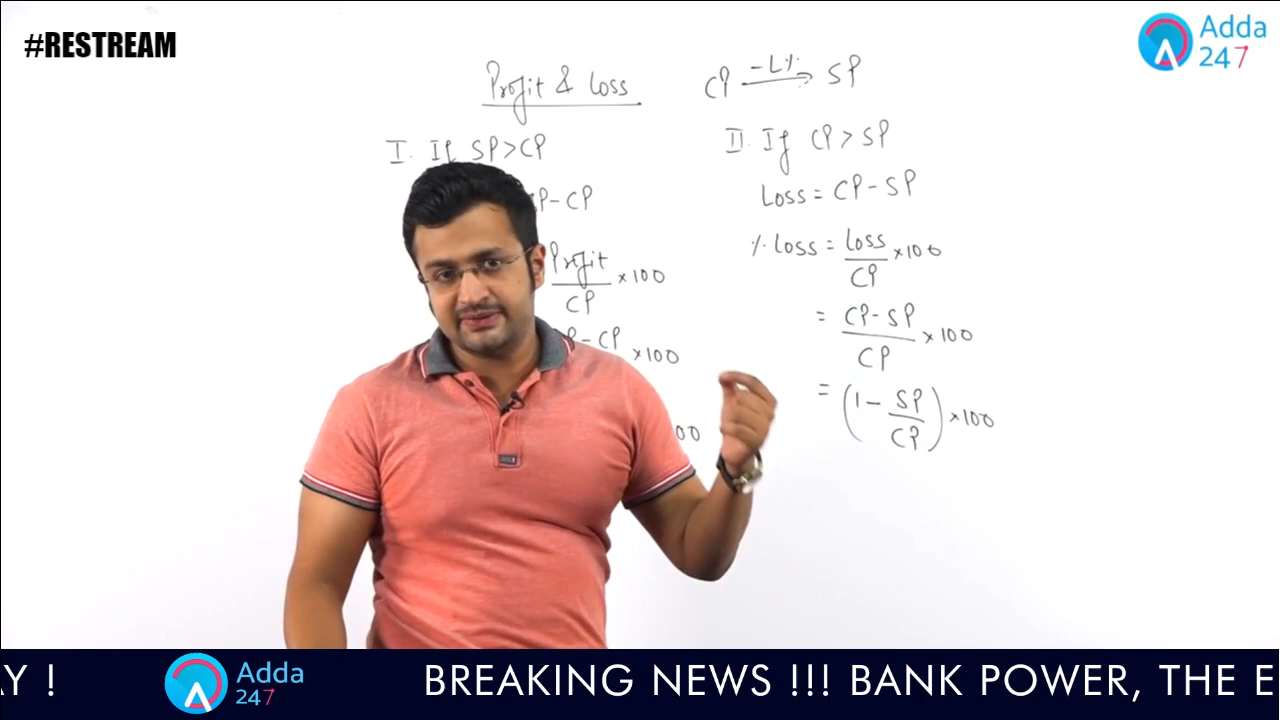 #RESTREAM
Adda
247
Profit & Loss
CP -L%→ SP
I. If SP>CP
P-CP
Profit
CP
×100
P-CP ×100
00
II. If CP>SP
Loss = CP-SP
% Loss = Loss
CP
×100
= CP-SP
CP
×100
= (1 - SP
CP
) ×100
AY !
Adda
247
BREAKING NEWS !!! BANK POWER, THE E